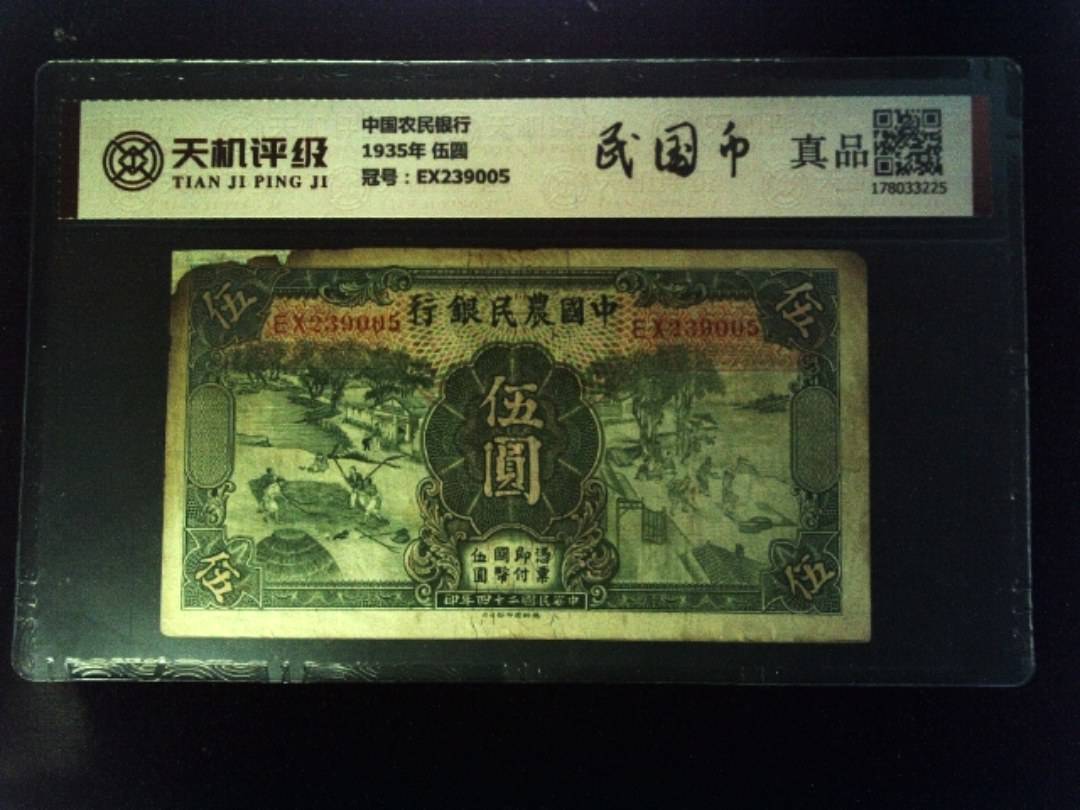 天机评级
TIAN JI PING JI
中国农民银行
1935年 伍圆
冠号：EX239005
民国币
真品
178033225
伍
伍
行銀民農國中
EX239005
EX239005
伍圓
憑票即付國幣伍圓
伍
伍
印年四十二國民華中